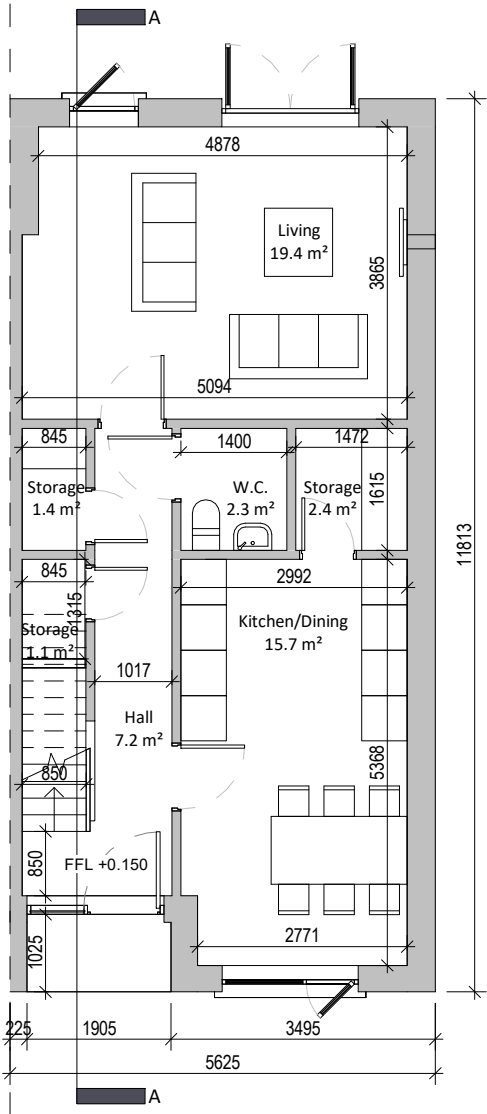 A
4878
Living
19.4 m²
3865
5094
845
1400
1472
Storage
1.4 m²
W.C.
2.3 m²
Storage
2.4 m²
1615
11813
845
2992
1315
Storage
1.1 m²
Kitchen/Dining
15.7 m²
1017
Hall
7.2 m²
850
5368
850
FFL +0.150
1025
2771
225
1905
3495
5625
A